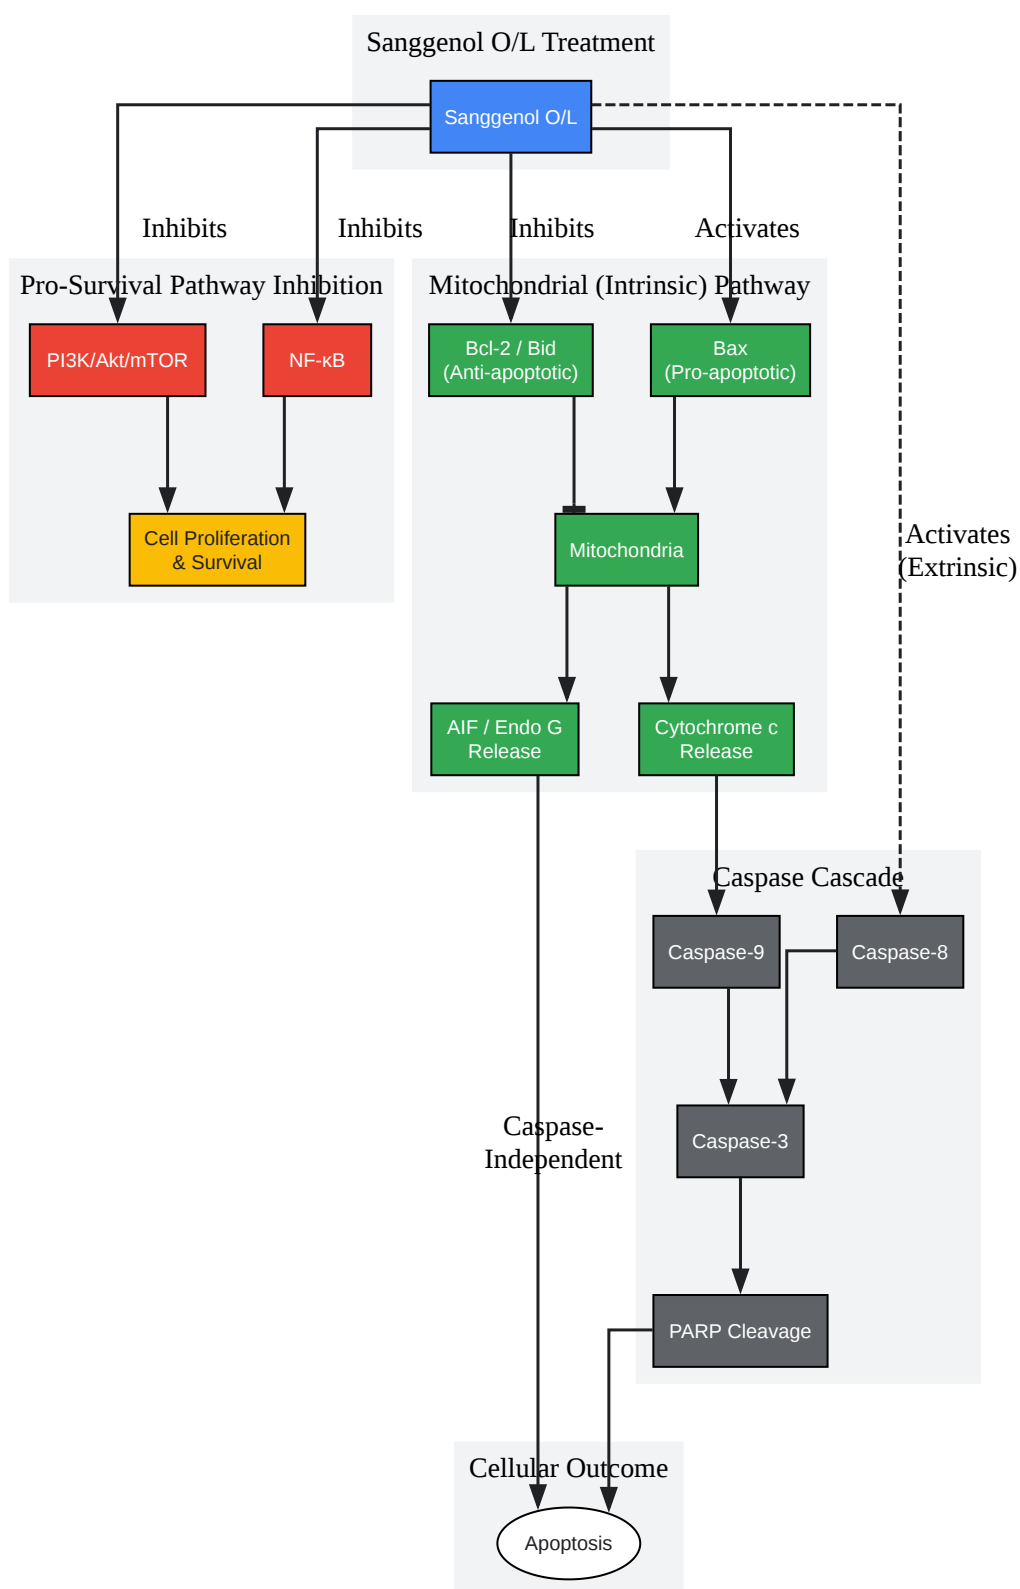 Sanggenol O/L Treatment
Sanggenol O/L
Inhibits
Inhibits
Inhibits
Activates
Pro-Survival Pathway Inhibition
Mitochondrial (Intrinsic) Pathway
PI3K/Akt/mTOR
NF-κB
Bcl-2 / Bid
(Anti-apoptotic)
Bax
(Pro-apoptotic)
Cell Proliferation
& Survival
Mitochondria
Activates
(Extrinsic)
AIF / Endo G
Release
Cytochrome c
Release
Caspase Cascade
Caspase-9
Caspase-8
Caspase-
Independent
Caspase-3
PARP Cleavage
Cellular Outcome
Apoptosis